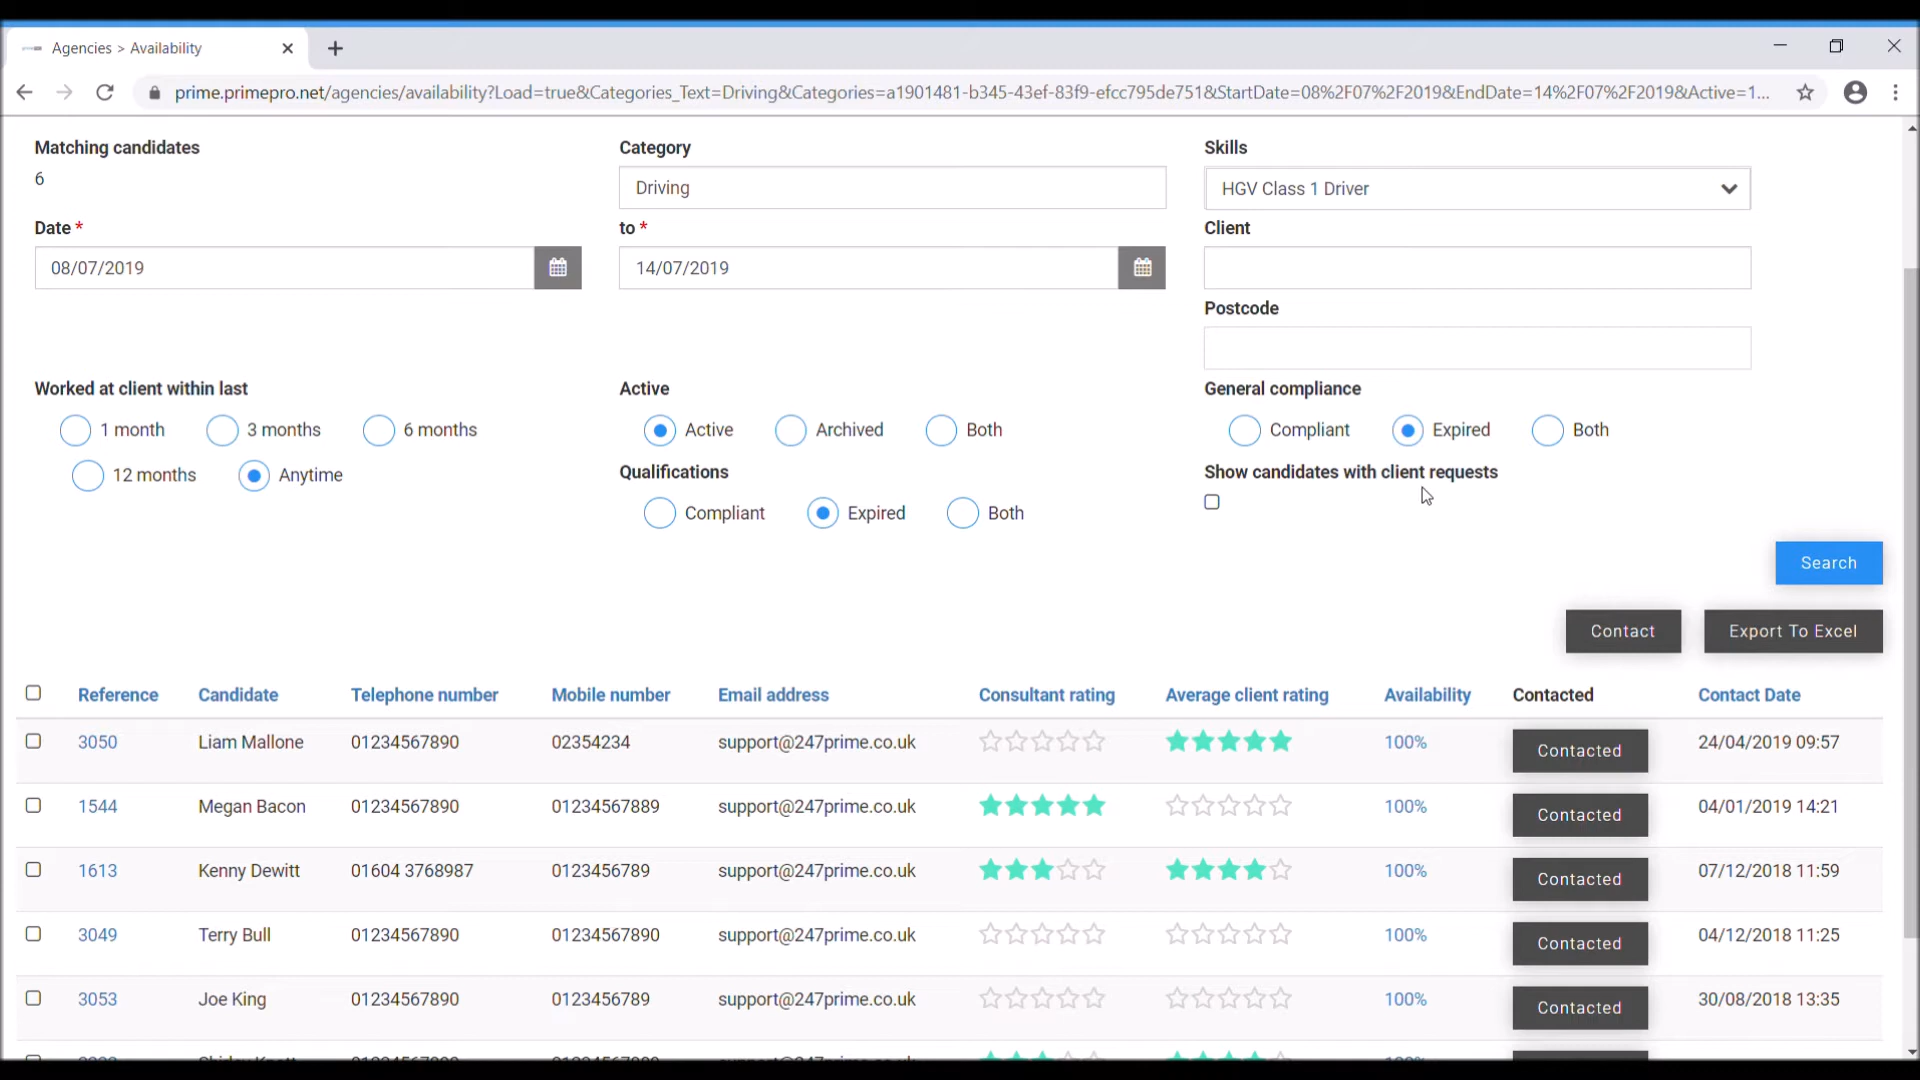 Agencies > Availability
prime.primepro.net/agencies/availability?Load=true&Categories_Text=Driving&Categories=a1901481-b345-43ef-83f9-efcc795de751&StartDate=08%2F07%2F2019&EndDate=14%2F07%2F2019&Active=1...
Matching candidates
Category
Skills
6
Driving
HGV Class 1 Driver
Date *
to *
Client
08/07/2019
14/07/2019
Postcode
Worked at client within last
Active
General compliance
1 month 3 months 6 months
Active Archived Both
Compliant Expired Both
12 months Anytime
Qualifications
Show candidates with client requests
Compliant Expired Both
Search
Contact Export To Excel
Reference Candidate Telephone number Mobile number Email address Consultant rating Average client rating Availability Contacted Contact Date
3050 Liam Mallone 01234567890 02354234 support@247prime.co.uk 100% Contacted 24/04/2019 09:57
1544 Megan Bacon 01234567890 01234567889 support@247prime.co.uk 100% Contacted 04/01/2019 14:21
1613 Kenny Dewitt 01604 3768987 0123456789 support@247prime.co.uk 100% Contacted 07/12/2018 11:59
3049 Terry Bull 01234567890 01234567890 support@247prime.co.uk 100% Contacted 04/12/2018 11:25
3053 Joe King 01234567890 0123456789 support@247prime.co.uk 100% Contacted 30/08/2018 13:35